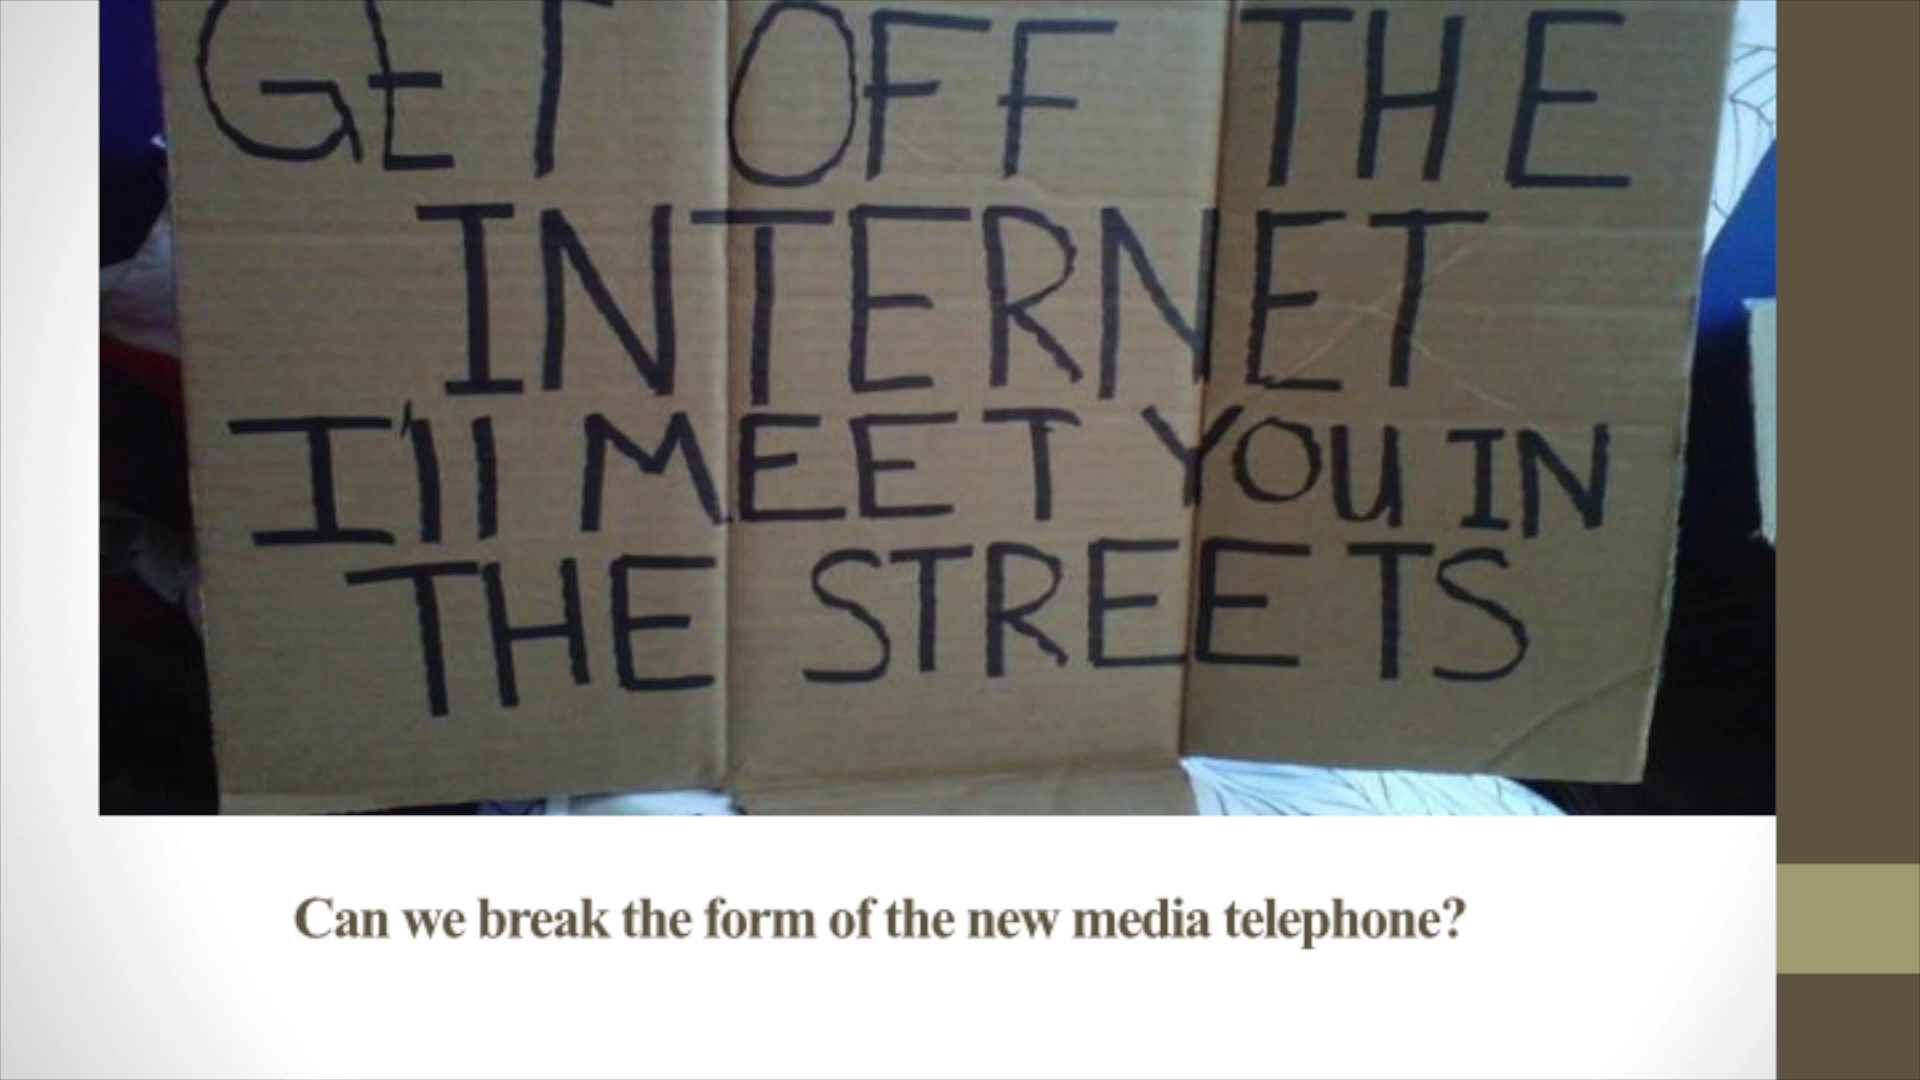 GET OFF THE
INTERNET
I'll MEET YOU IN
THE STREETS
Can we break the form of the new media telephone?